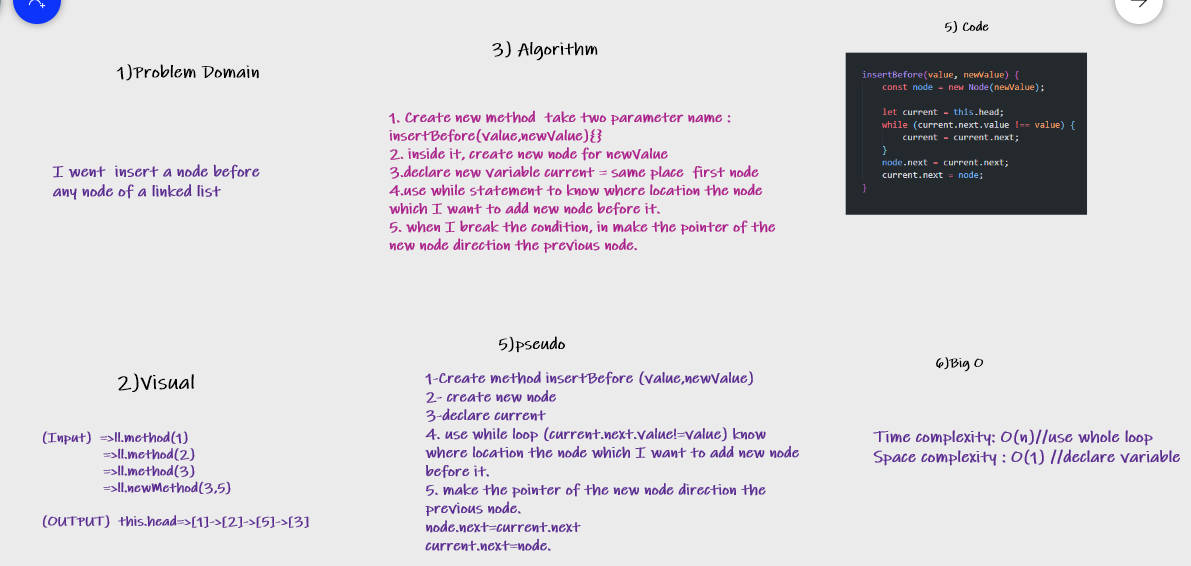 1)Problem Domain
I went insert a node before
any node of a linked list
2)Visual
(Input) =>ll.method(1)
=>ll.method(2)
=>ll.method(3)
=>ll.newMethod(3,5)
(OUTPUT) this.head=>[1]->[2]->[5]->[3]
3) Algorithm
1. Create new method take two parameter name :
insertBefore(value,newValue){}
2. inside it, create new node for newValue
3.declare new variable current = same place first node
4.use while statement to know where location the node
which I want to add new node before it.
5. when I break the condition, in make the pointer of the
new node direction the previous node.
5)pseudo
1-Create method insertBefore (value,newValue)
2- create new node
3-declare current
4. use while loop (current.next.value!=value) know
where location the node which I want to add new node
before it.
5. make the pointer of the new node direction the
previous node.
node.next=current.next
current.next=node.
5) Code
insertBefore(value, newValue) {
const node = new Node(newValue);
let current = this.head;
while (current.next.value !== value) {
current = current.next;
}
node.next = current.next;
current.next = node;
}
6)Big O
Time complexity: O(n)//use whole loop
Space complexity : O(1) //declare variable